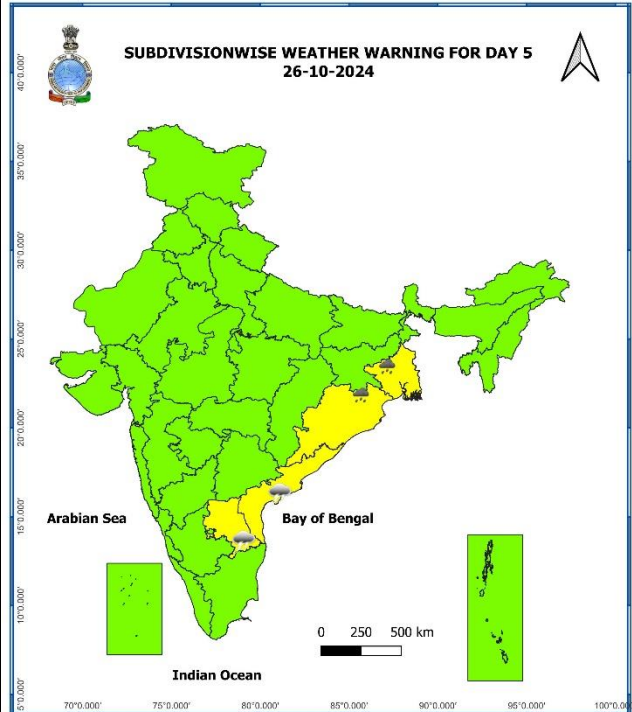 SUBDIVISIONWISE WEATHER WARNING FOR DAY 5
26-10-2024
40°0.000'
35°0.000'
30°0.000'
25°0.000'
20°0.000'
15°0.000'
10°0.000'
5°0.000'
Arabian Sea
Bay of Bengal
0 250 500 km
Indian Ocean
70°0.000' 75°0.000' 80°0.000' 85°0.000' 90°0.000' 95°0.000' 100°0.000'